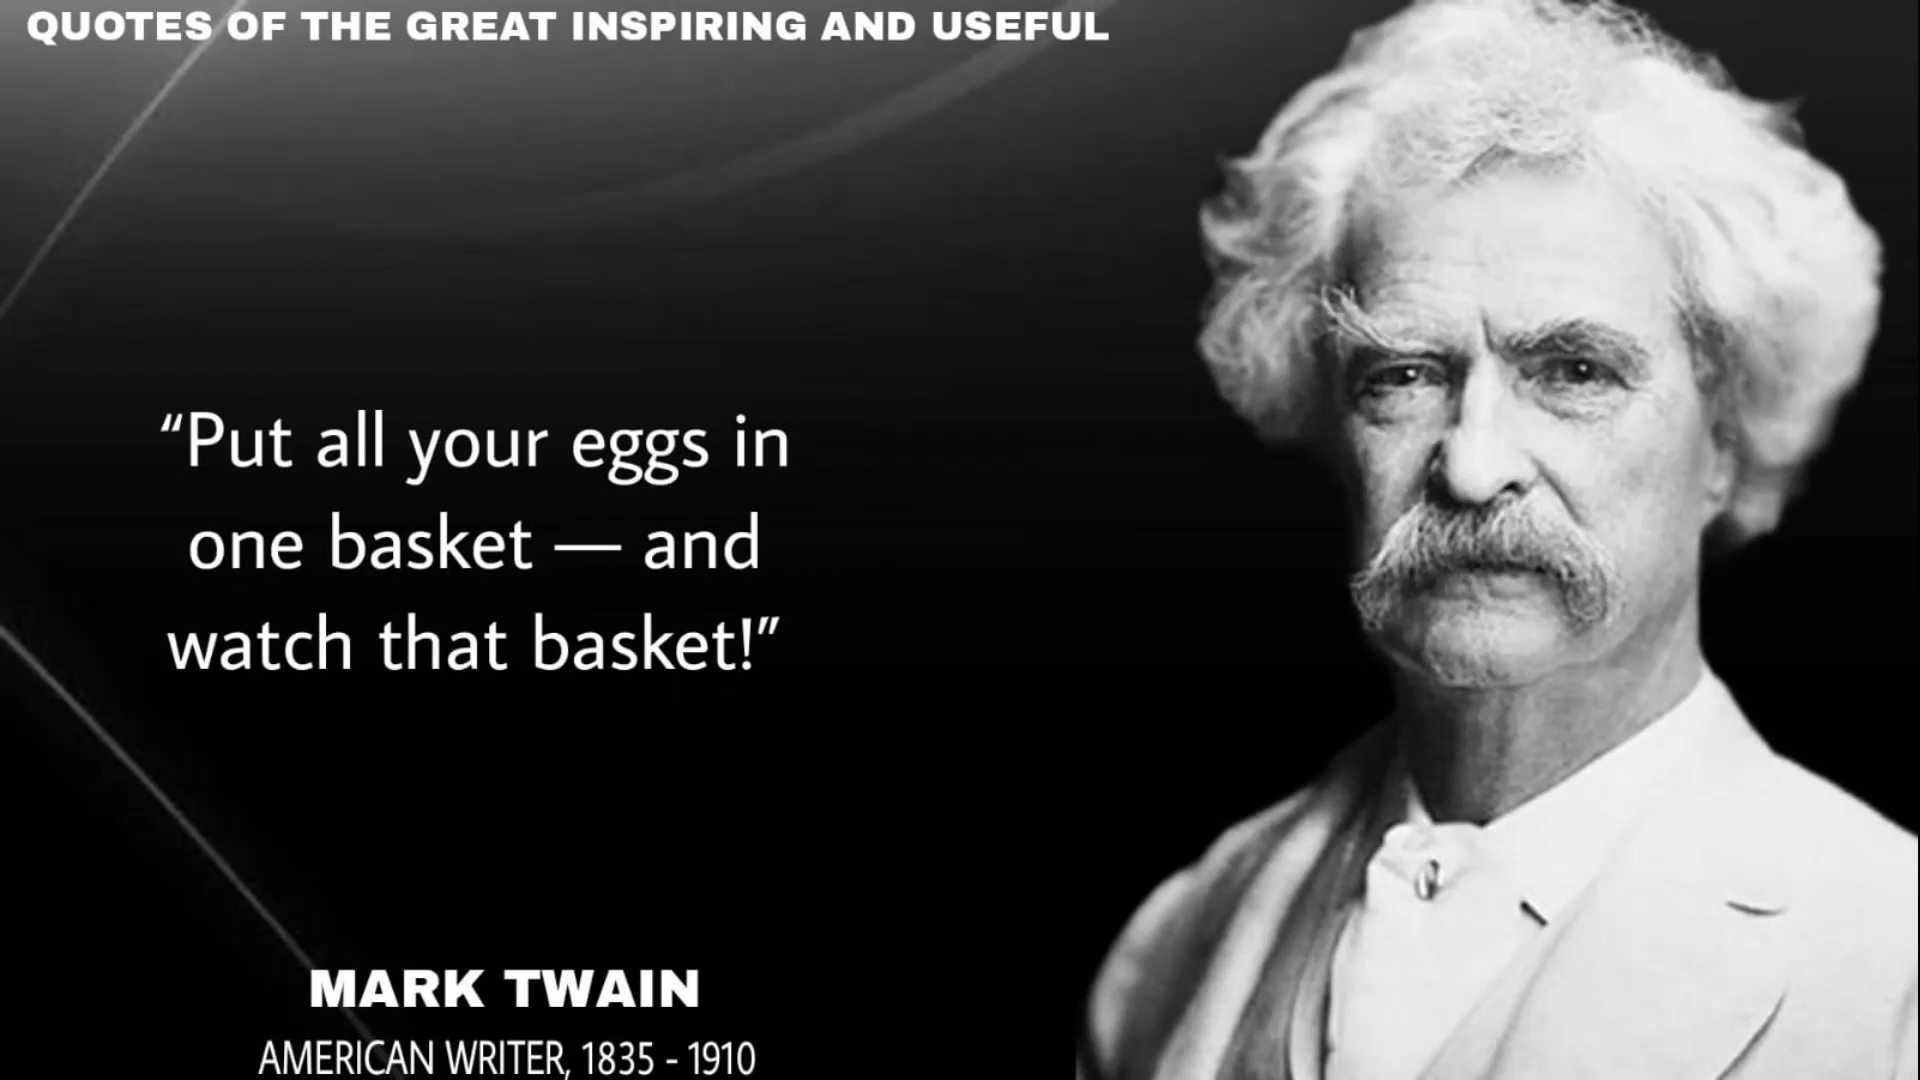 QUOTES OF THE GREAT INSPIRING AND USEFUL
“Put all your eggs in
one basket — and
watch that basket!”
MARK TWAIN
AMERICAN WRITER, 1835 - 1910